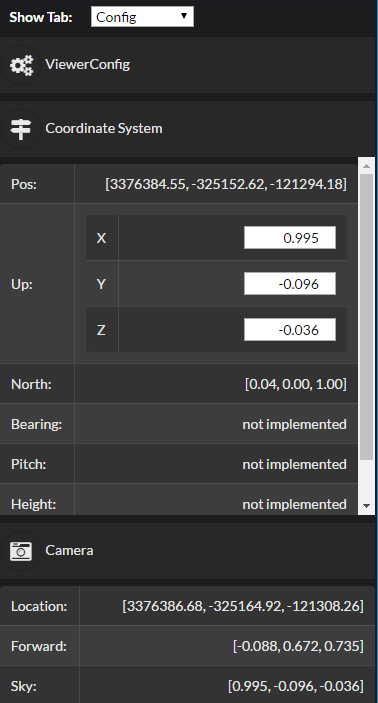 Show Tab: Config
ViewerConfig
Coordinate System
Pos: [3376384.55, -325152.62, -121294.18]
Up:
X 0.995
Y -0.096
Z -0.036
North: [0.04, 0.00, 1.00]
Bearing: not implemented
Pitch: not implemented
Height: not implemented
Camera
Location: [3376386.68, -325164.92, -121308.26]
Forward: [-0.088, 0.672, 0.735]
Sky: [0.995, -0.096, -0.036]